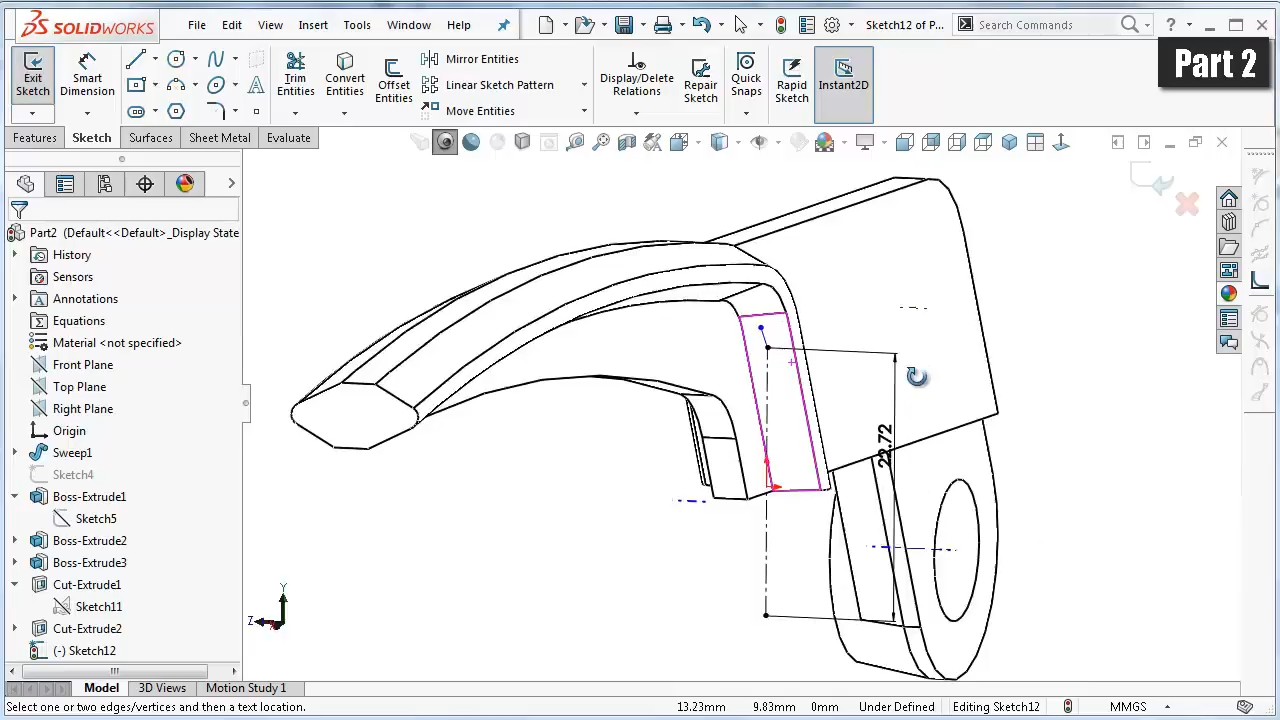 SOLIDWORKS
File Edit View Insert Tools Window Help
Sketch12 of P...
Search Commands
Part 2
Exit Sketch
Smart Dimension
Trim Entities
Convert Entities
Offset Entities
Mirror Entities
Linear Sketch Pattern
Move Entities
Display/Delete Relations
Repair Sketch
Quick Snaps
Rapid Sketch
Instant2D
Features Sketch Surfaces Sheet Metal Evaluate
Part2 (Default<<Default>_Display State
History
Sensors
Annotations
Equations
Material <not specified>
Front Plane
Top Plane
Right Plane
Origin
Sweep1
Sketch4
Boss-Extrude1
Sketch5
Boss-Extrude2
Boss-Extrude3
Cut-Extrude1
Sketch11
Cut-Extrude2
(-) Sketch12
22.72
Y
Z
Model 3D Views Motion Study 1
Select one or two edges/vertices and then a text location.
13.23mm 9.83mm 0mm Under Defined Editing Sketch12 MMGS